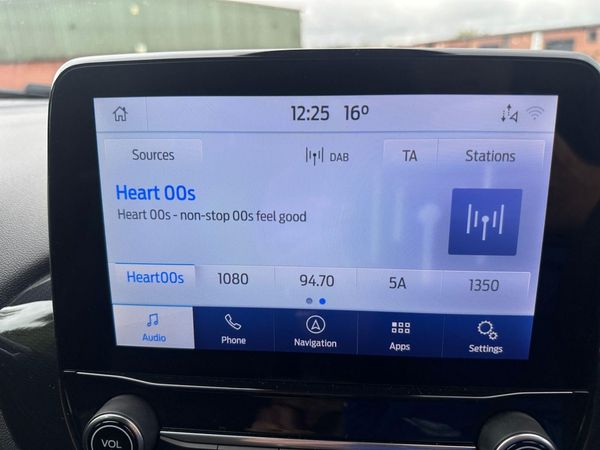 12:25 16º
Sources DAB TA Stations
Heart 00s
Heart 00s - non-stop 00s feel good
Heart00s 1080 94.70 5A 1350
Audio Phone Navigation Apps Settings
VOL